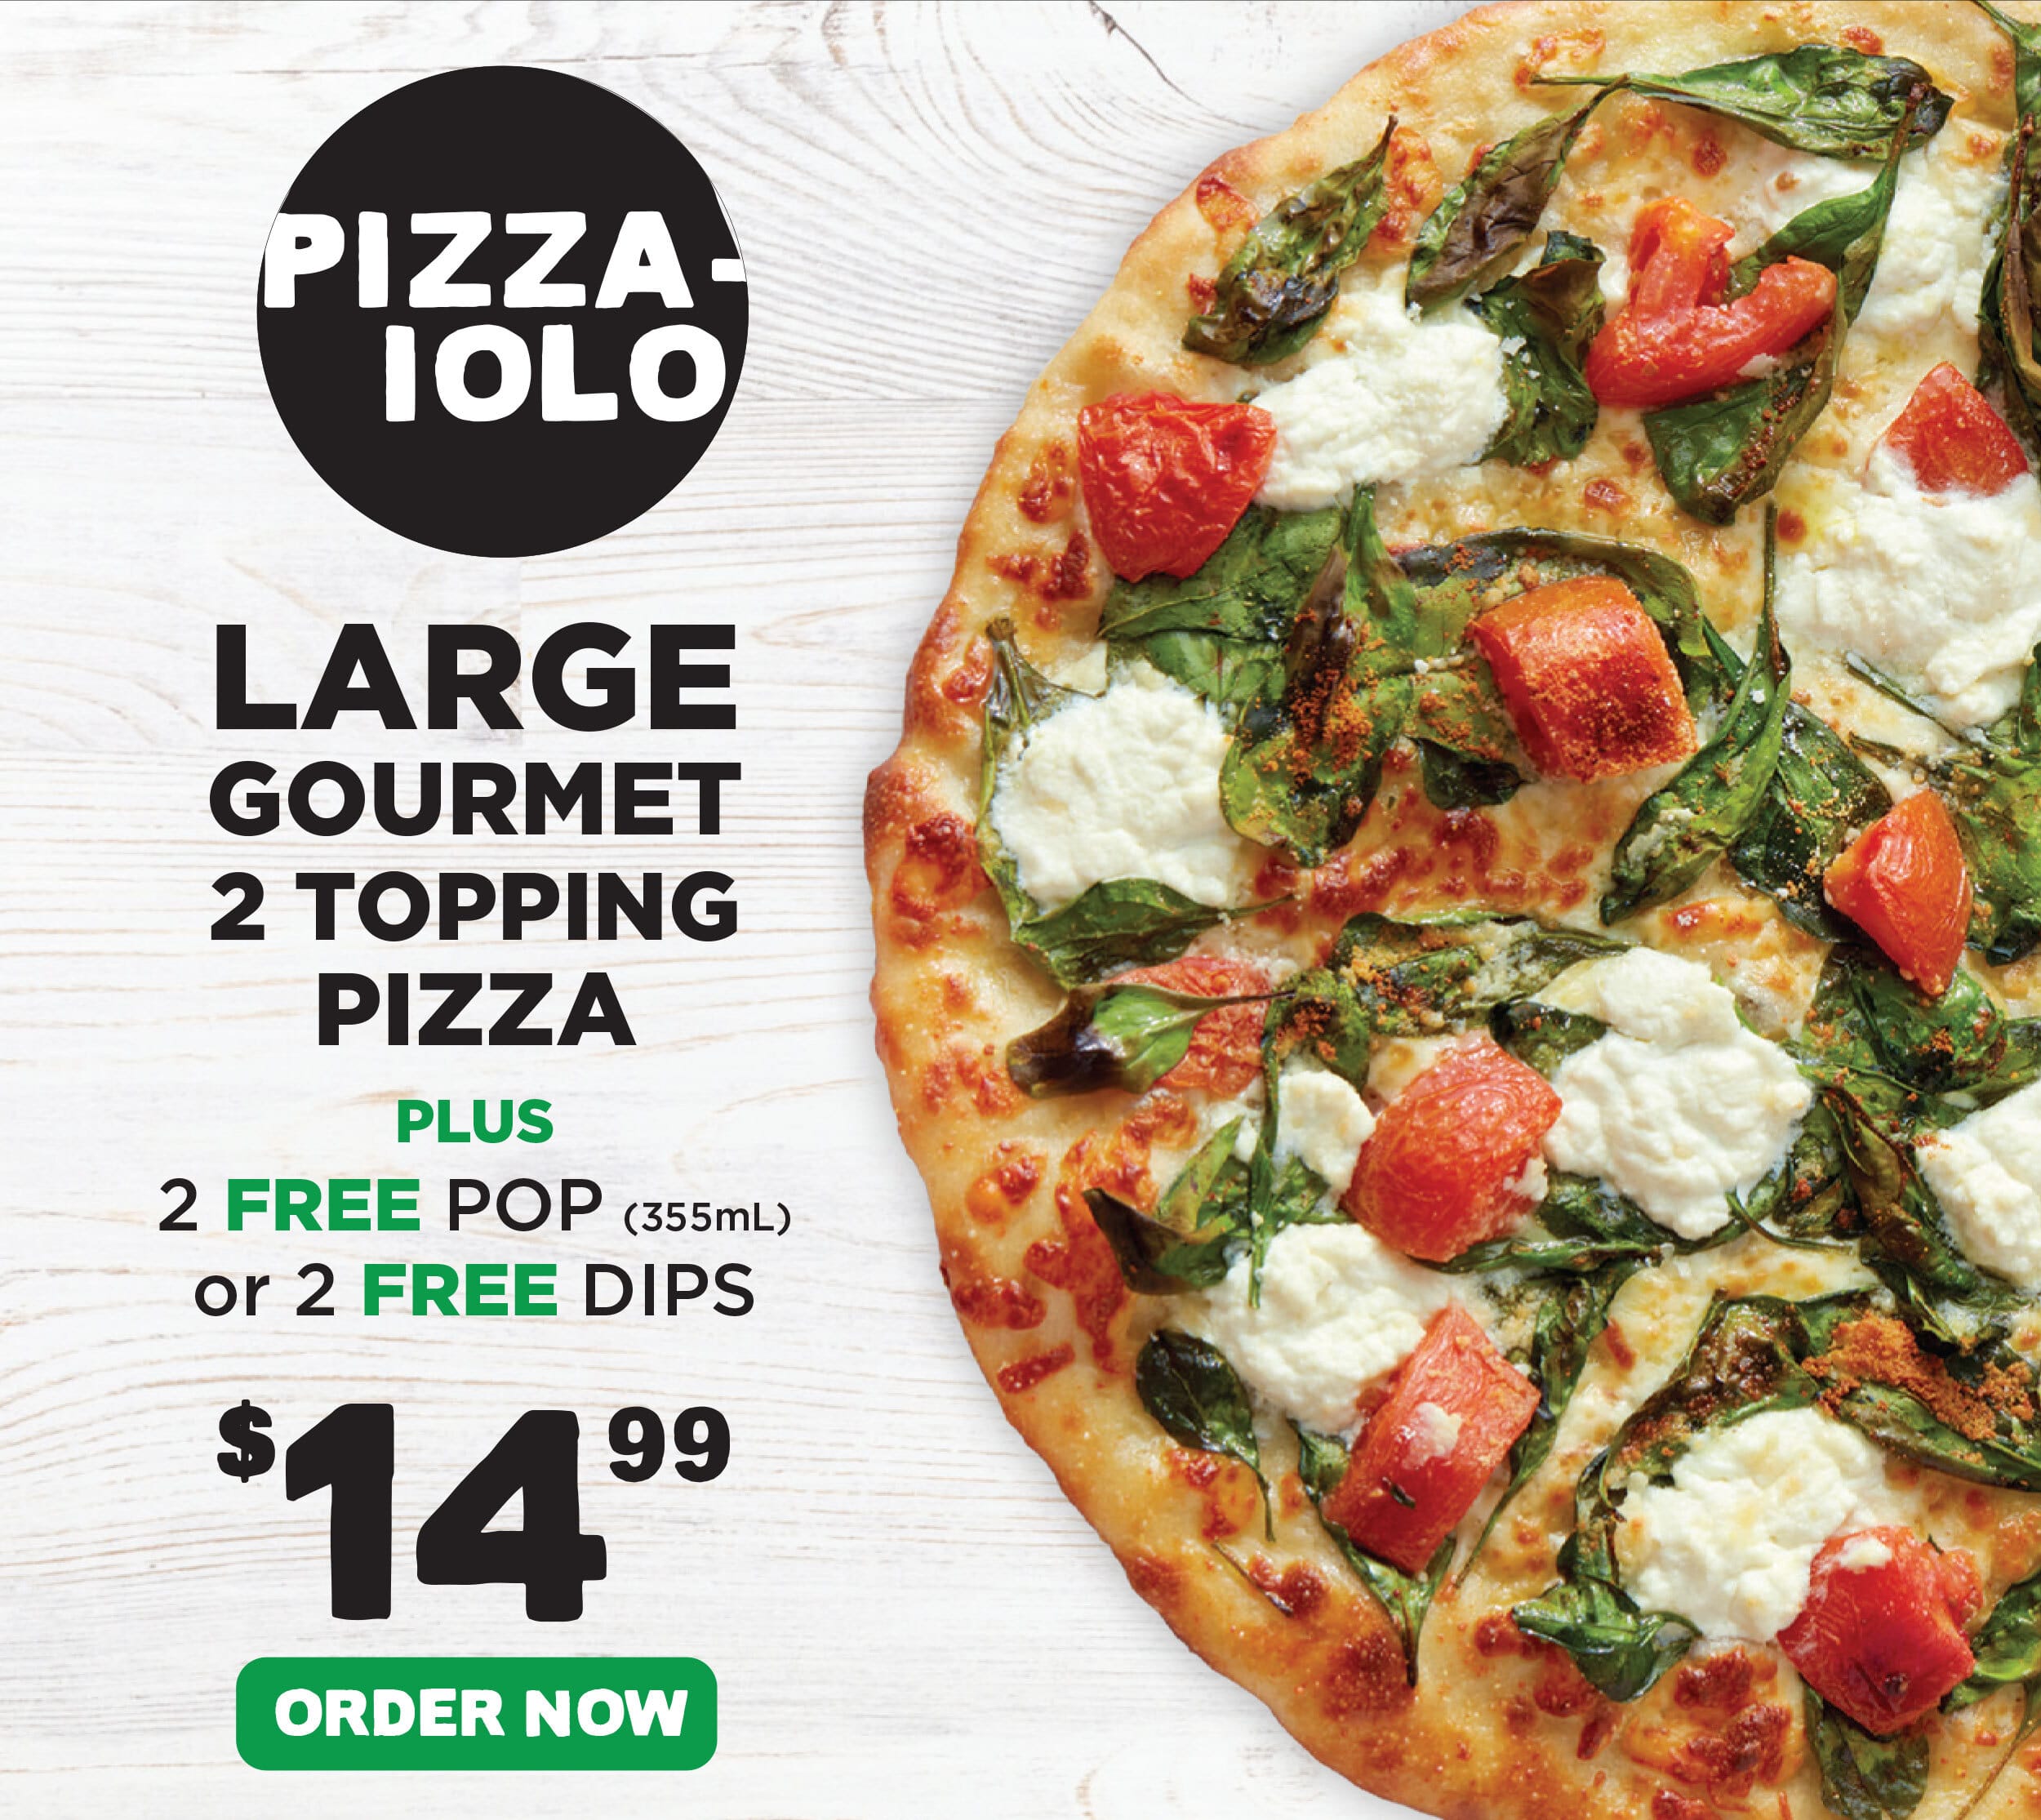 PIZZA-
IOLO
LARGE
GOURMET
2 TOPPING
PIZZA
PLUS
2 FREE POP (355mL)
or 2 FREE DIPS
$14.99
ORDER NOW